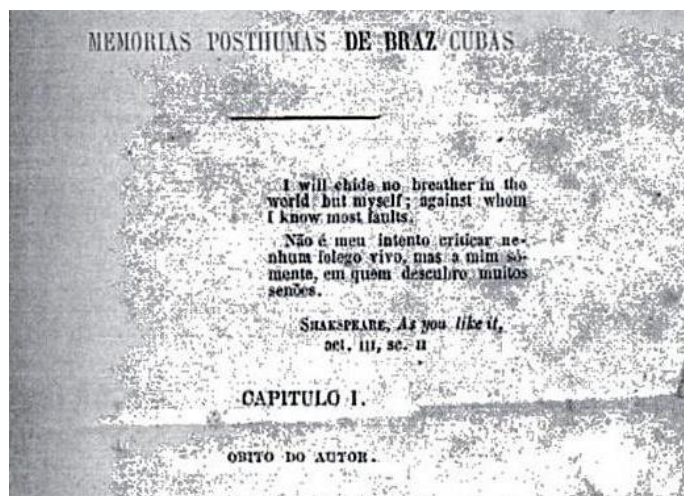 MEMORIAS POSTHUMAS DE BRAZ CUBAS
I will chide no breather in the
world but myself; against whom
I know most faults.
Não é meu intento criticar ne-
nhum folego vivo, mas a mim só-
mente, em quem descubro muitos
senões.
SHAKSPEARE, As you like it,
act. III, sc. II
CAPITULO I.
OBITO DO AUTOR.